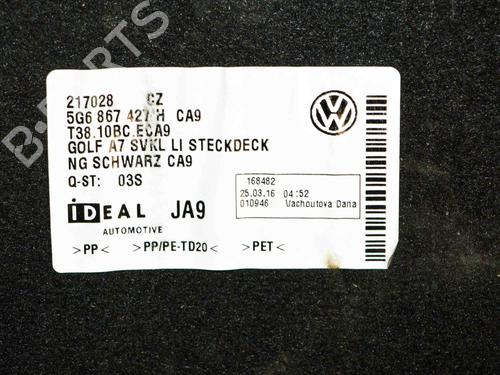 217028 CZ
5G6 867 427 H CA9
T38.10BC.ECA9
GOLF A7 SVKL LI STECKDECK
NG SCHWARZ CA9
Q-ST: 03S
168482
25.03.16 04:52
010946 Vachoutova Dana
iDEAL JA9
AUTOMOTIVE
>PP< >PP/PE-TD20< >PET<
B-PARTS